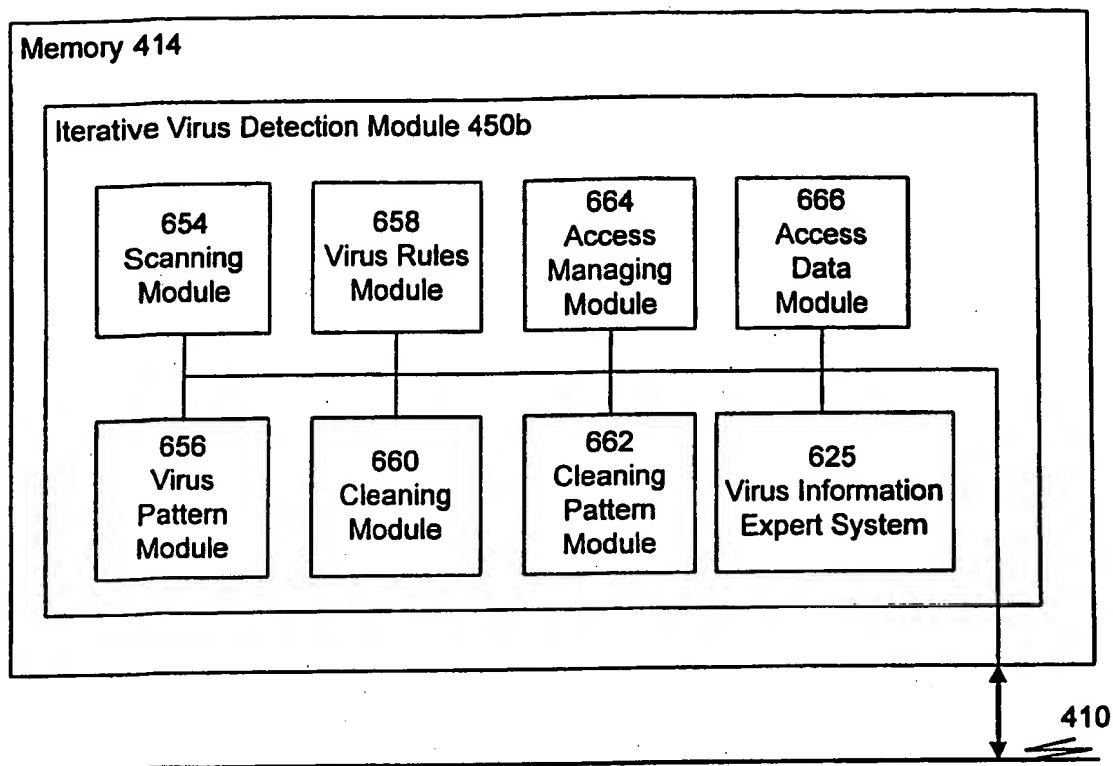 Memory 414
Iterative Virus Detection Module 450b
654
Scanning
Module
658
Virus Rules
Module
664
Access
Managing
Module
666
Access
Data
Module
656
Virus
Pattern
Module
660
Cleaning
Module
662
Cleaning
Pattern
Module
625
Virus Information
Expert System
410